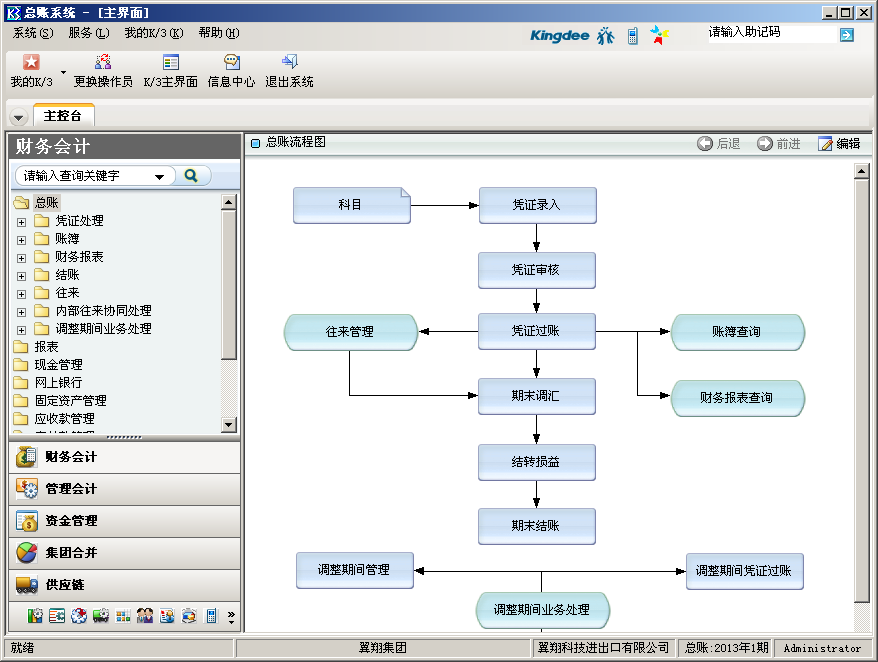 总账系统 - [主界面]
系统(S) 服务(L) 我的K/3(K) 帮助(H) Kingdee 请输入助记码
我的K/3 更换操作员 K/3主界面 信息中心 退出系统
主控台
财务会计
请输入查询关键字
总账
凭证处理
账簿
财务报表
结账
往来
内部往来协同处理
调整期间业务处理
报表
现金管理
网上银行
固定资产管理
应收款管理
财务会计
管理会计
资金管理
集团合并
供应链
总账流程图 后退 前进 编辑
科目 凭证录入
凭证审核
往来管理 凭证过账 账簿查询
期末调汇 财务报表查询
结转损益
期末结账
调整期间管理 调整期间凭证过账
调整期间业务处理
就绪 翼翔集团 翼翔科技进出口有限公司 总账:2013年1期 Administrator